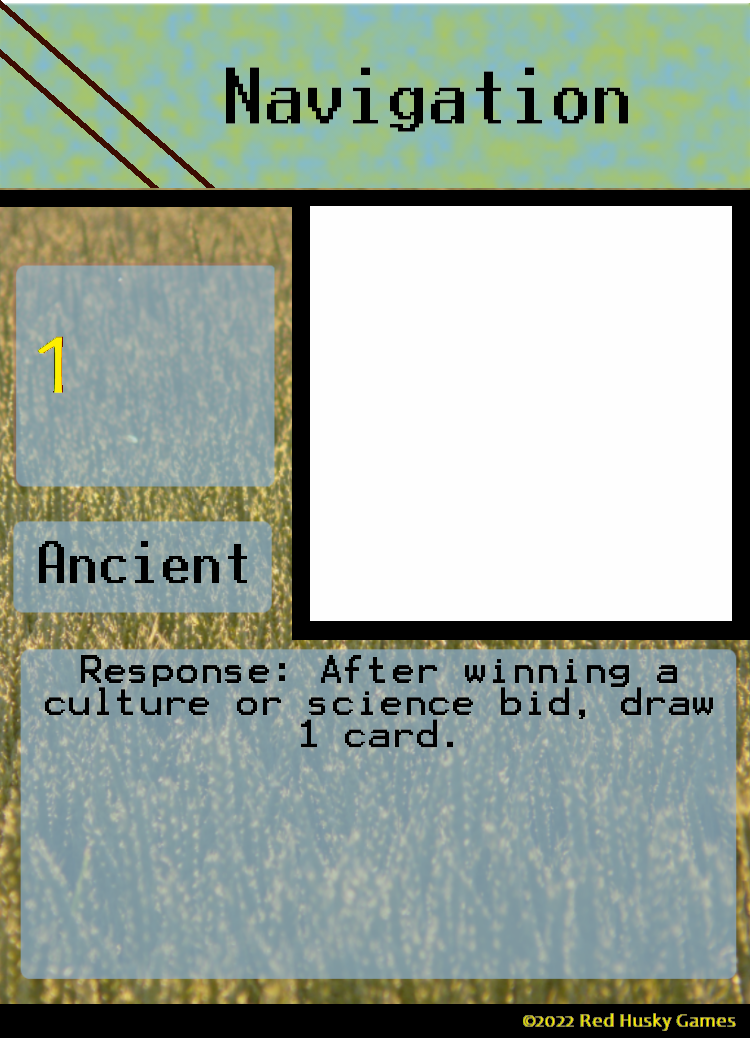 Navigation
1
Ancient
Response: After winning a
culture or science bid, draw
1 card.
©2022 Red Husky Games